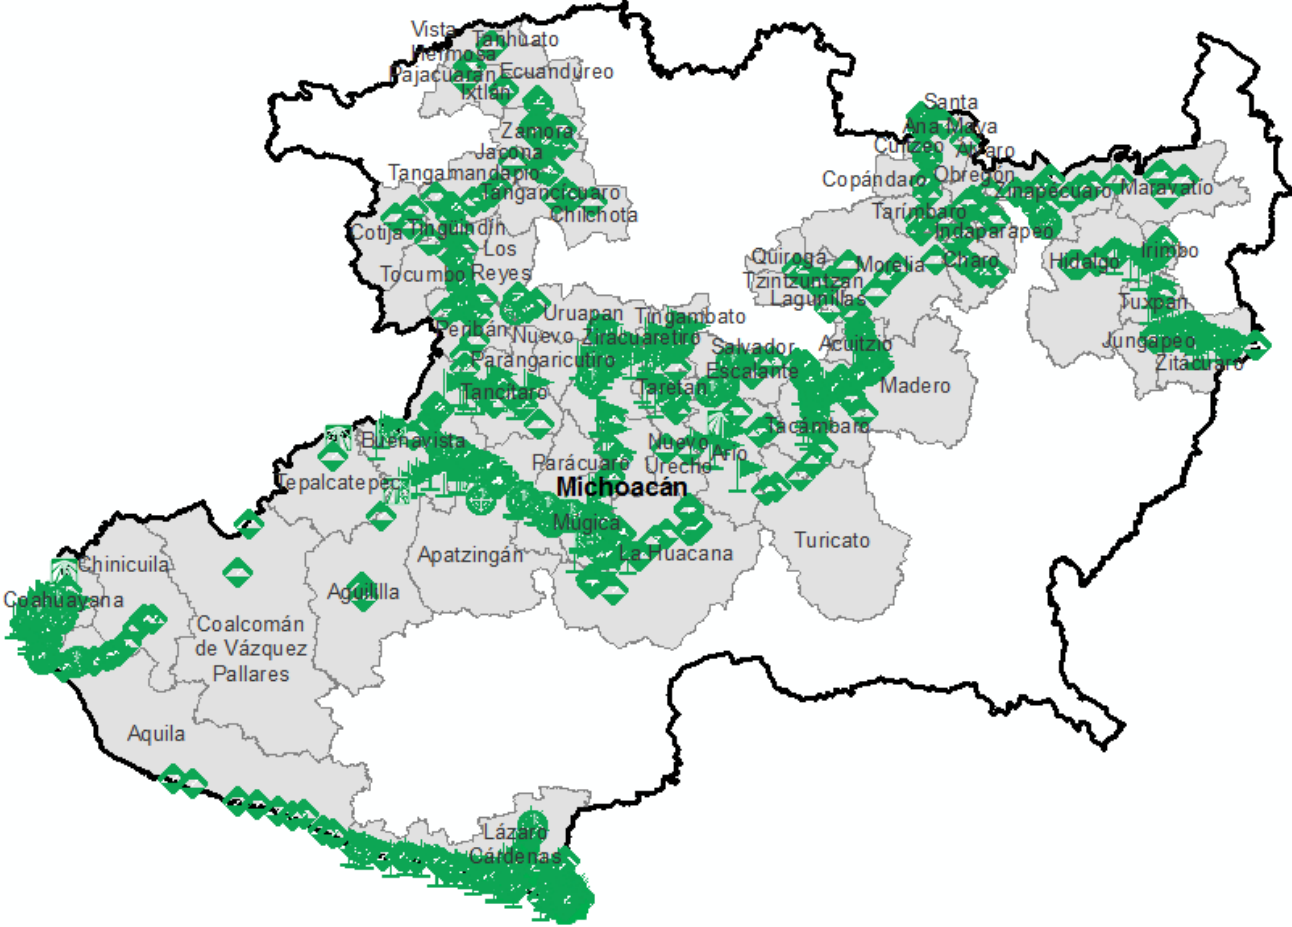 Vista
Hermosa
Tanhuato
Pajacuarán
Ecuandureo
Ixtlán
Zamora
Jacona
Tangamandapio
Tangancícuaro
Chilchota
Cotija
Tingüindín
Los
Reyes
Tocumbo
Peribán
Nuevo
Parangaricutiro
Uruapan
Tingambato
Ziracuaretiro
Taretan
Salvador
Escalante
Tancítaro
Buenavista
Tepalcatepec
Parácuaro
Nuevo
Urecho
Ario
Tacámbaro
Michoacán
Múgica
La Huacana
Turicato
Apatzingán
Aguililla
Chinicuila
Coahuayana
Coalcomán
de Vázquez
Pallares
Aquila
Lázaro
Cárdenas
Santa
Ana Maya
Cuitzeo
Álvaro
Obregón
Copándaro
Tarímbaro
Zinapécuaro
Maravatío
Indaparapeo
Charo
Quiroga
Tzintzuntzan
Morelia
Lagunillas
Acuitzio
Madero
Hidalgo
Irimbo
Tuxpan
Jungapeo
Zitácuaro